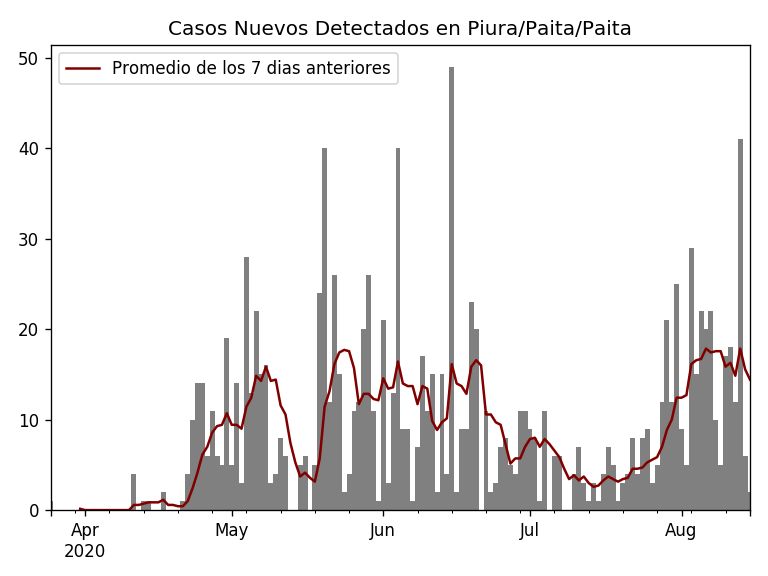 Casos Nuevos Detectados en Piura/Paita/Paita
Promedio de los 7 dias anteriores
50
40
30
20
10
0
Apr
2020
May
Jun
Jul
Aug